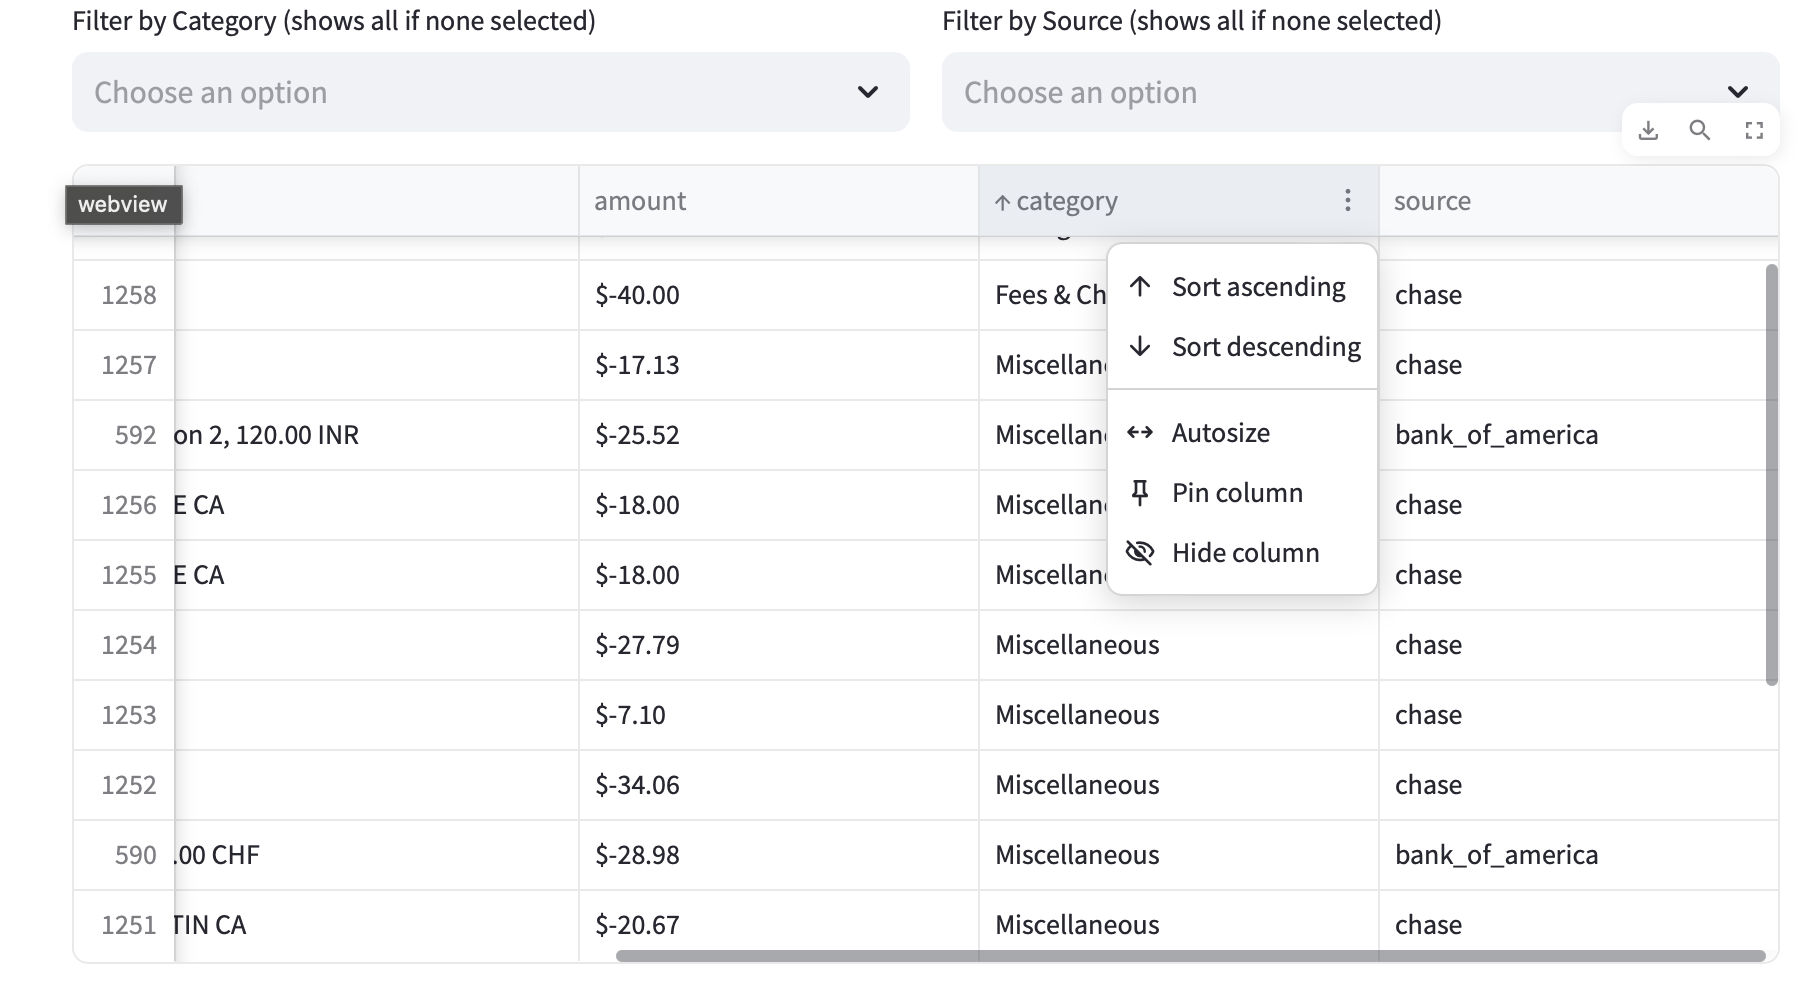 Filter by Category (shows all if none selected)
Filter by Source (shows all if none selected)
Choose an option
Choose an option
webview
amount
category
source
1258 $-40.00 Fees & Ch chase
1257 $-17.13 Miscellan chase
592 on 2, 120.00 INR $-25.52 Miscellan bank_of_america
1256 E CA $-18.00 Miscellan chase
1255 E CA $-18.00 Miscellan chase
1254 $-27.79 Miscellaneous chase
1253 $-7.10 Miscellaneous chase
1252 $-34.06 Miscellaneous chase
590 .00 CHF $-28.98 Miscellaneous bank_of_america
1251 TIN CA $-20.67 Miscellaneous chase
Sort ascending
Sort descending
Autosize
Pin column
Hide column